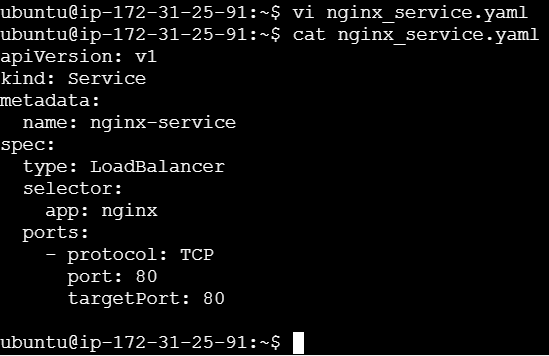 ubuntu@ip-172-31-25-91:~$ vi nginx_service.yaml
ubuntu@ip-172-31-25-91:~$ cat nginx_service.yaml
apiVersion: v1
kind: Service
metadata:
  name: nginx-service
spec:
  type: LoadBalancer
  selector:
    app: nginx
  ports:
    - protocol: TCP
      port: 80
      targetPort: 80

ubuntu@ip-172-31-25-91:~$